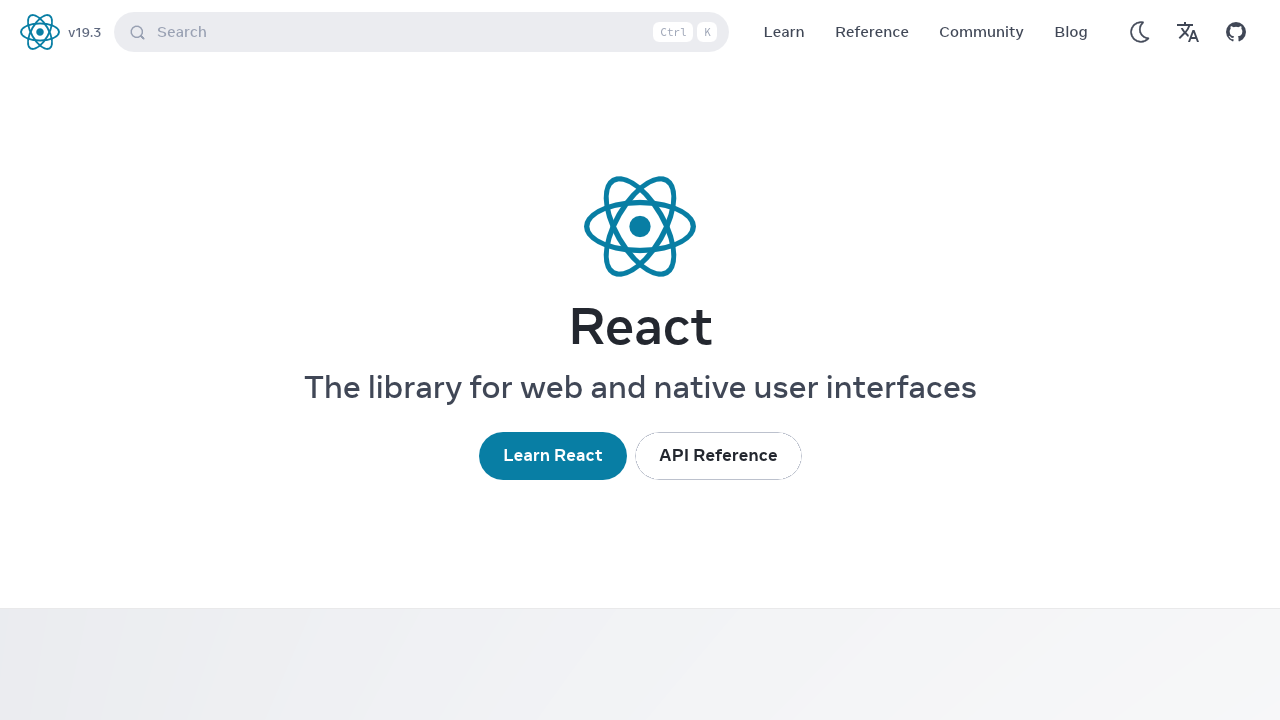 v19.3
Search
Ctrl K
Learn
Reference
Community
Blog
React
The library for web and native user interfaces
Learn React
API Reference